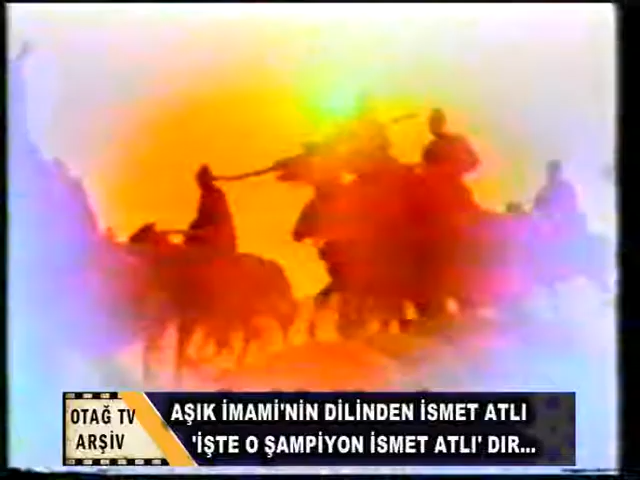 OTAĞ TV
ARŞİV
AŞIK İMAMİ'NİN DİLİNDEN İSMET ATLI
'İŞTE O ŞAMPİYON İSMET ATLI' DIR...